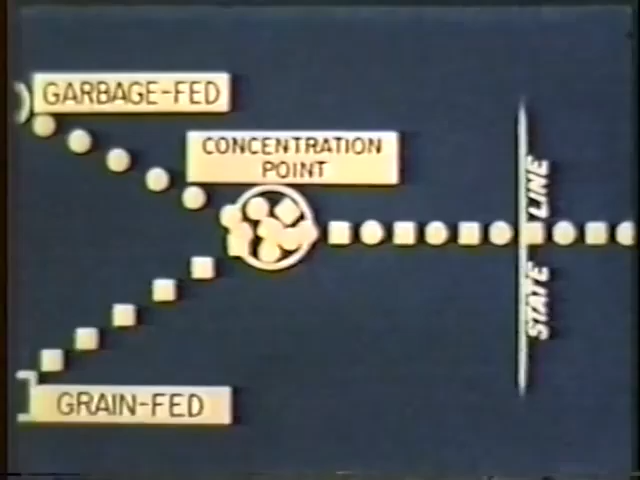 GARBAGE-FED
CONCENTRATION
POINT
STATE LINE
GRAIN-FED